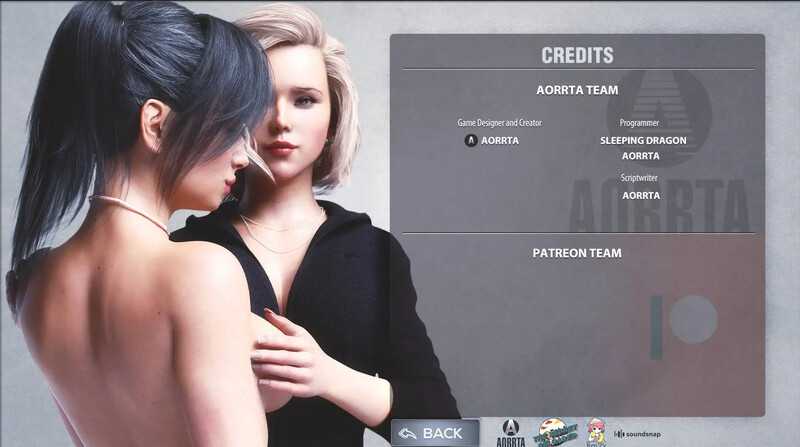 CREDITS
AORRTA TEAM
Game Designer and Creator
AORRTA
Programmer
SLEEPING DRAGON
AORRTA
Scriptwriter
AORRTA
AORRTA
PATREON TEAM
BACK
AORRTA
soundsnap